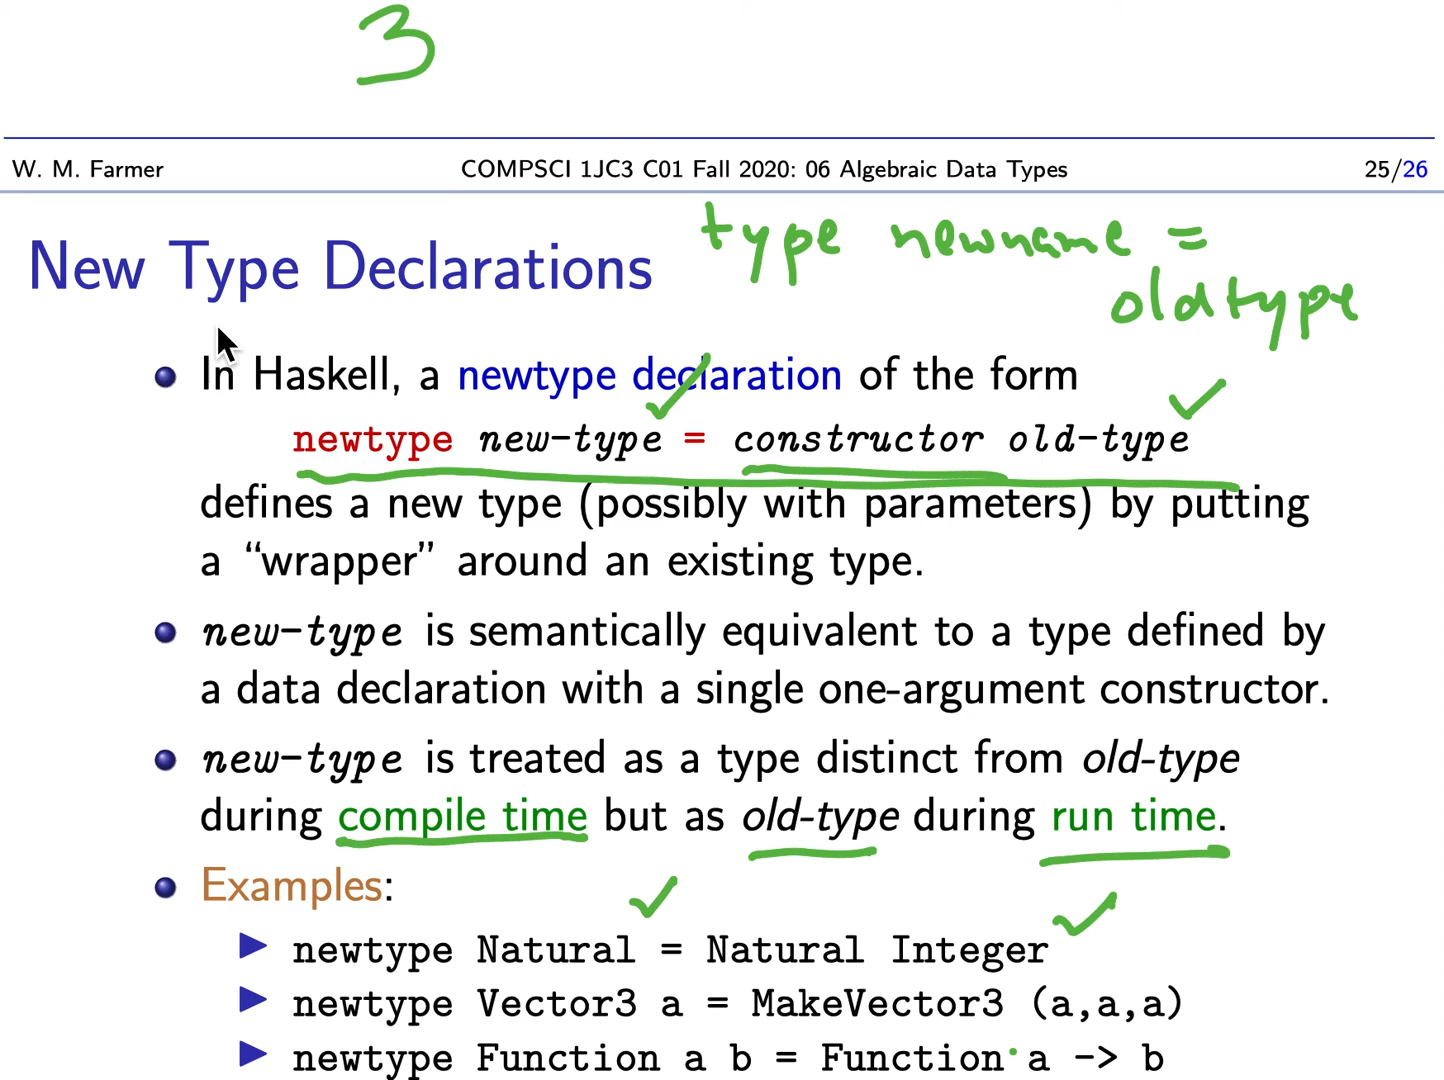 3
W. M. Farmer COMPSCI 1JC3 C01 Fall 2020: 06 Algebraic Data Types 25/26
type newname =
oldtype
New Type Declarations
In Haskell, a newtype declaration of the form
newtype new-type = constructor old-type
defines a new type (possibly with parameters) by putting
a “wrapper” around an existing type.
new-type is semantically equivalent to a type defined by
a data declaration with a single one-argument constructor.
new-type is treated as a type distinct from old-type
during compile time but as old-type during run time.
Examples:
newtype Natural = Natural Integer
newtype Vector3 a = MakeVector3 (a,a,a)
newtype Function a b = Function a -> b